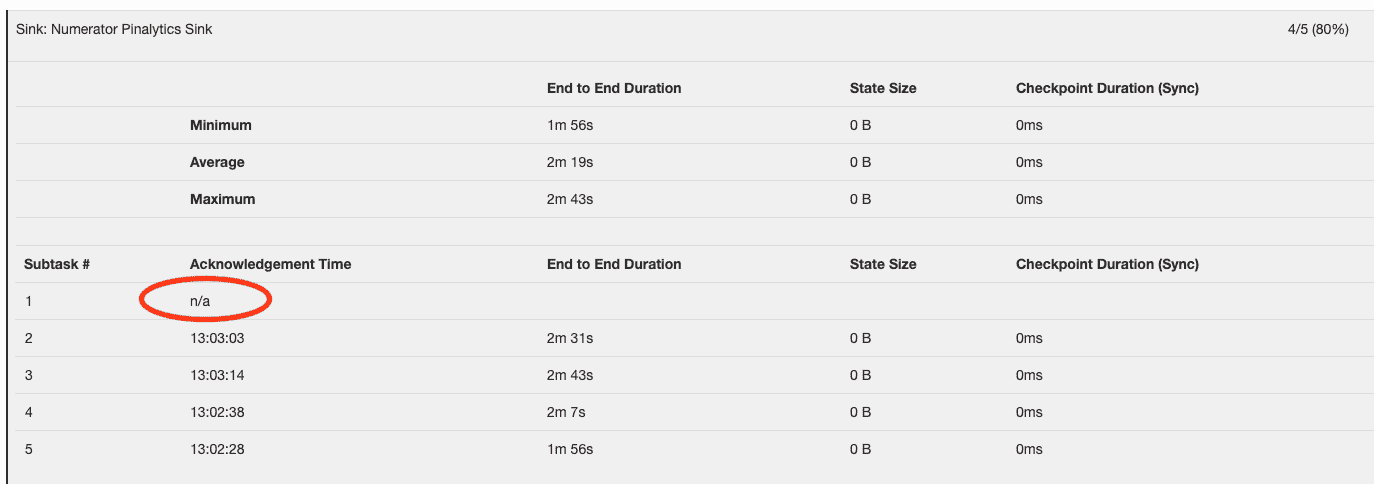 Sink: Numerator Pinalytics Sink 4/5 (80%)
End to End Duration State Size Checkpoint Duration (Sync)
Minimum 1m 56s 0 B 0ms
Average 2m 19s 0 B 0ms
Maximum 2m 43s 0 B 0ms
Subtask # Acknowledgement Time End to End Duration State Size Checkpoint Duration (Sync)
1 n/a
2 13:03:03 2m 31s 0 B 0ms
3 13:03:14 2m 43s 0 B 0ms
4 13:02:38 2m 7s 0 B 0ms
5 13:02:28 1m 56s 0 B 0ms